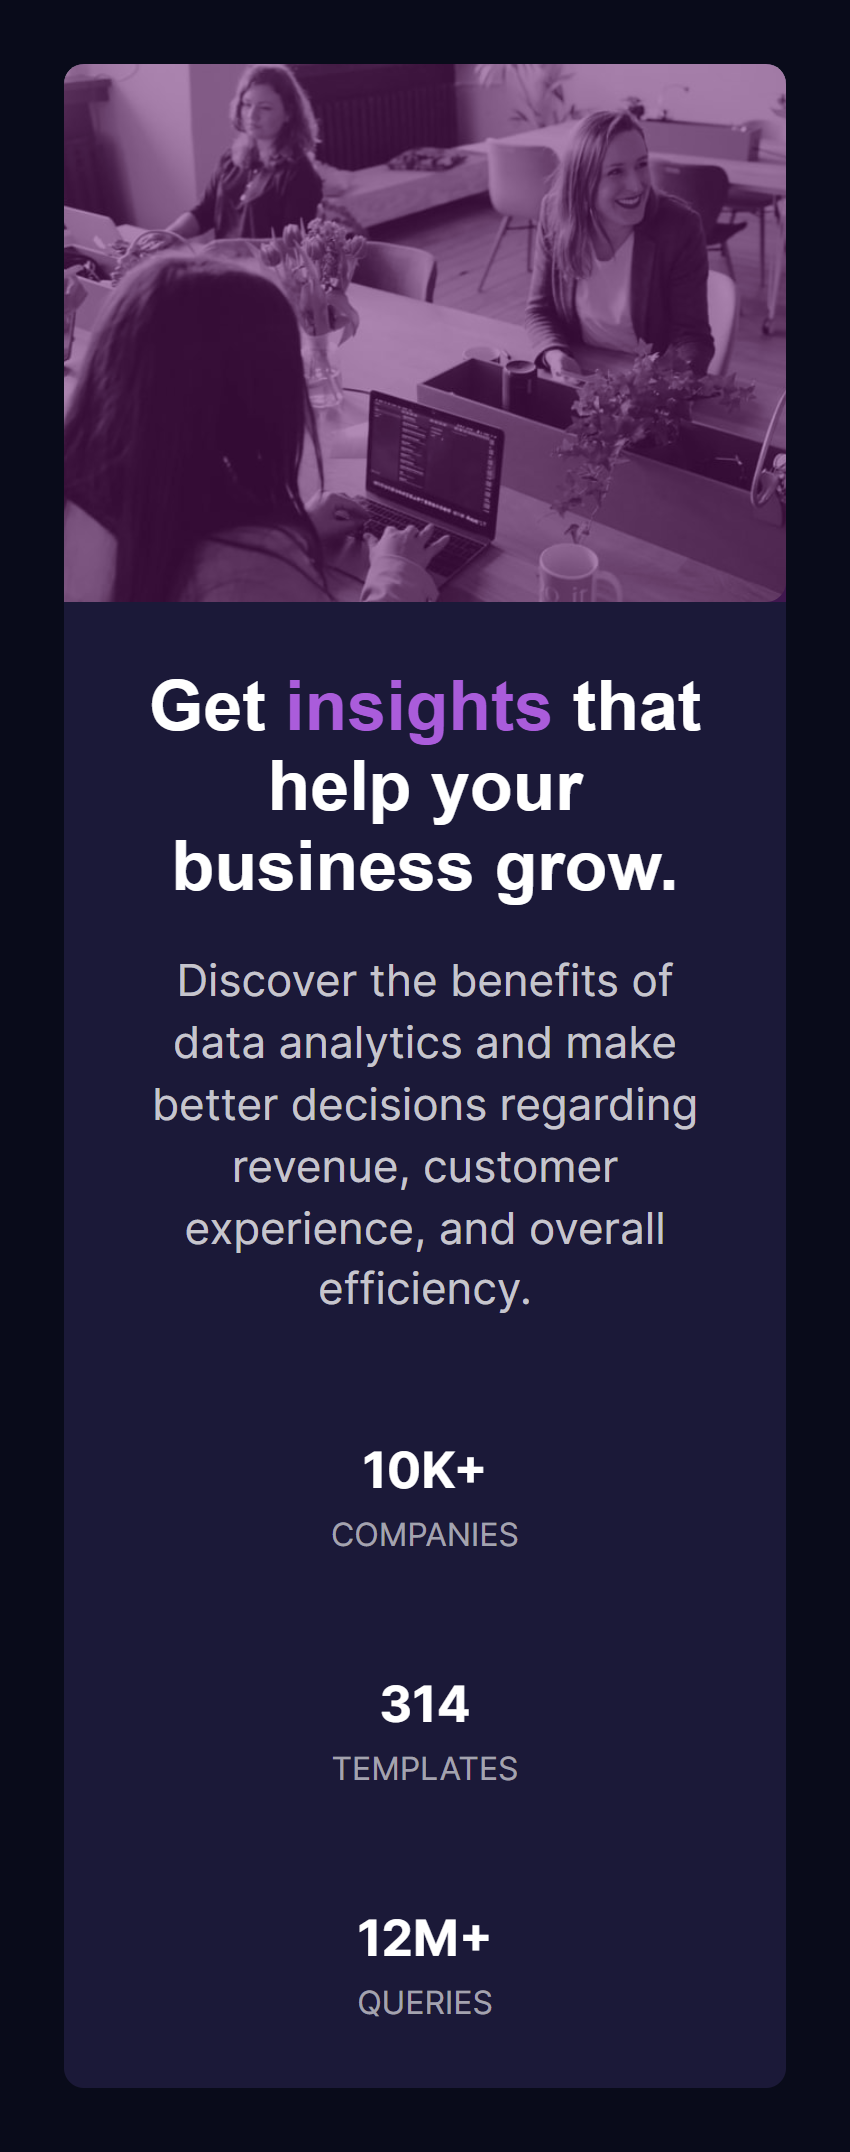 Get insights that
help your
business grow.
Discover the benefits of
data analytics and make
better decisions regarding
revenue, customer
experience, and overall
efficiency.
10K+
COMPANIES
314
TEMPLATES
12M+
QUERIES